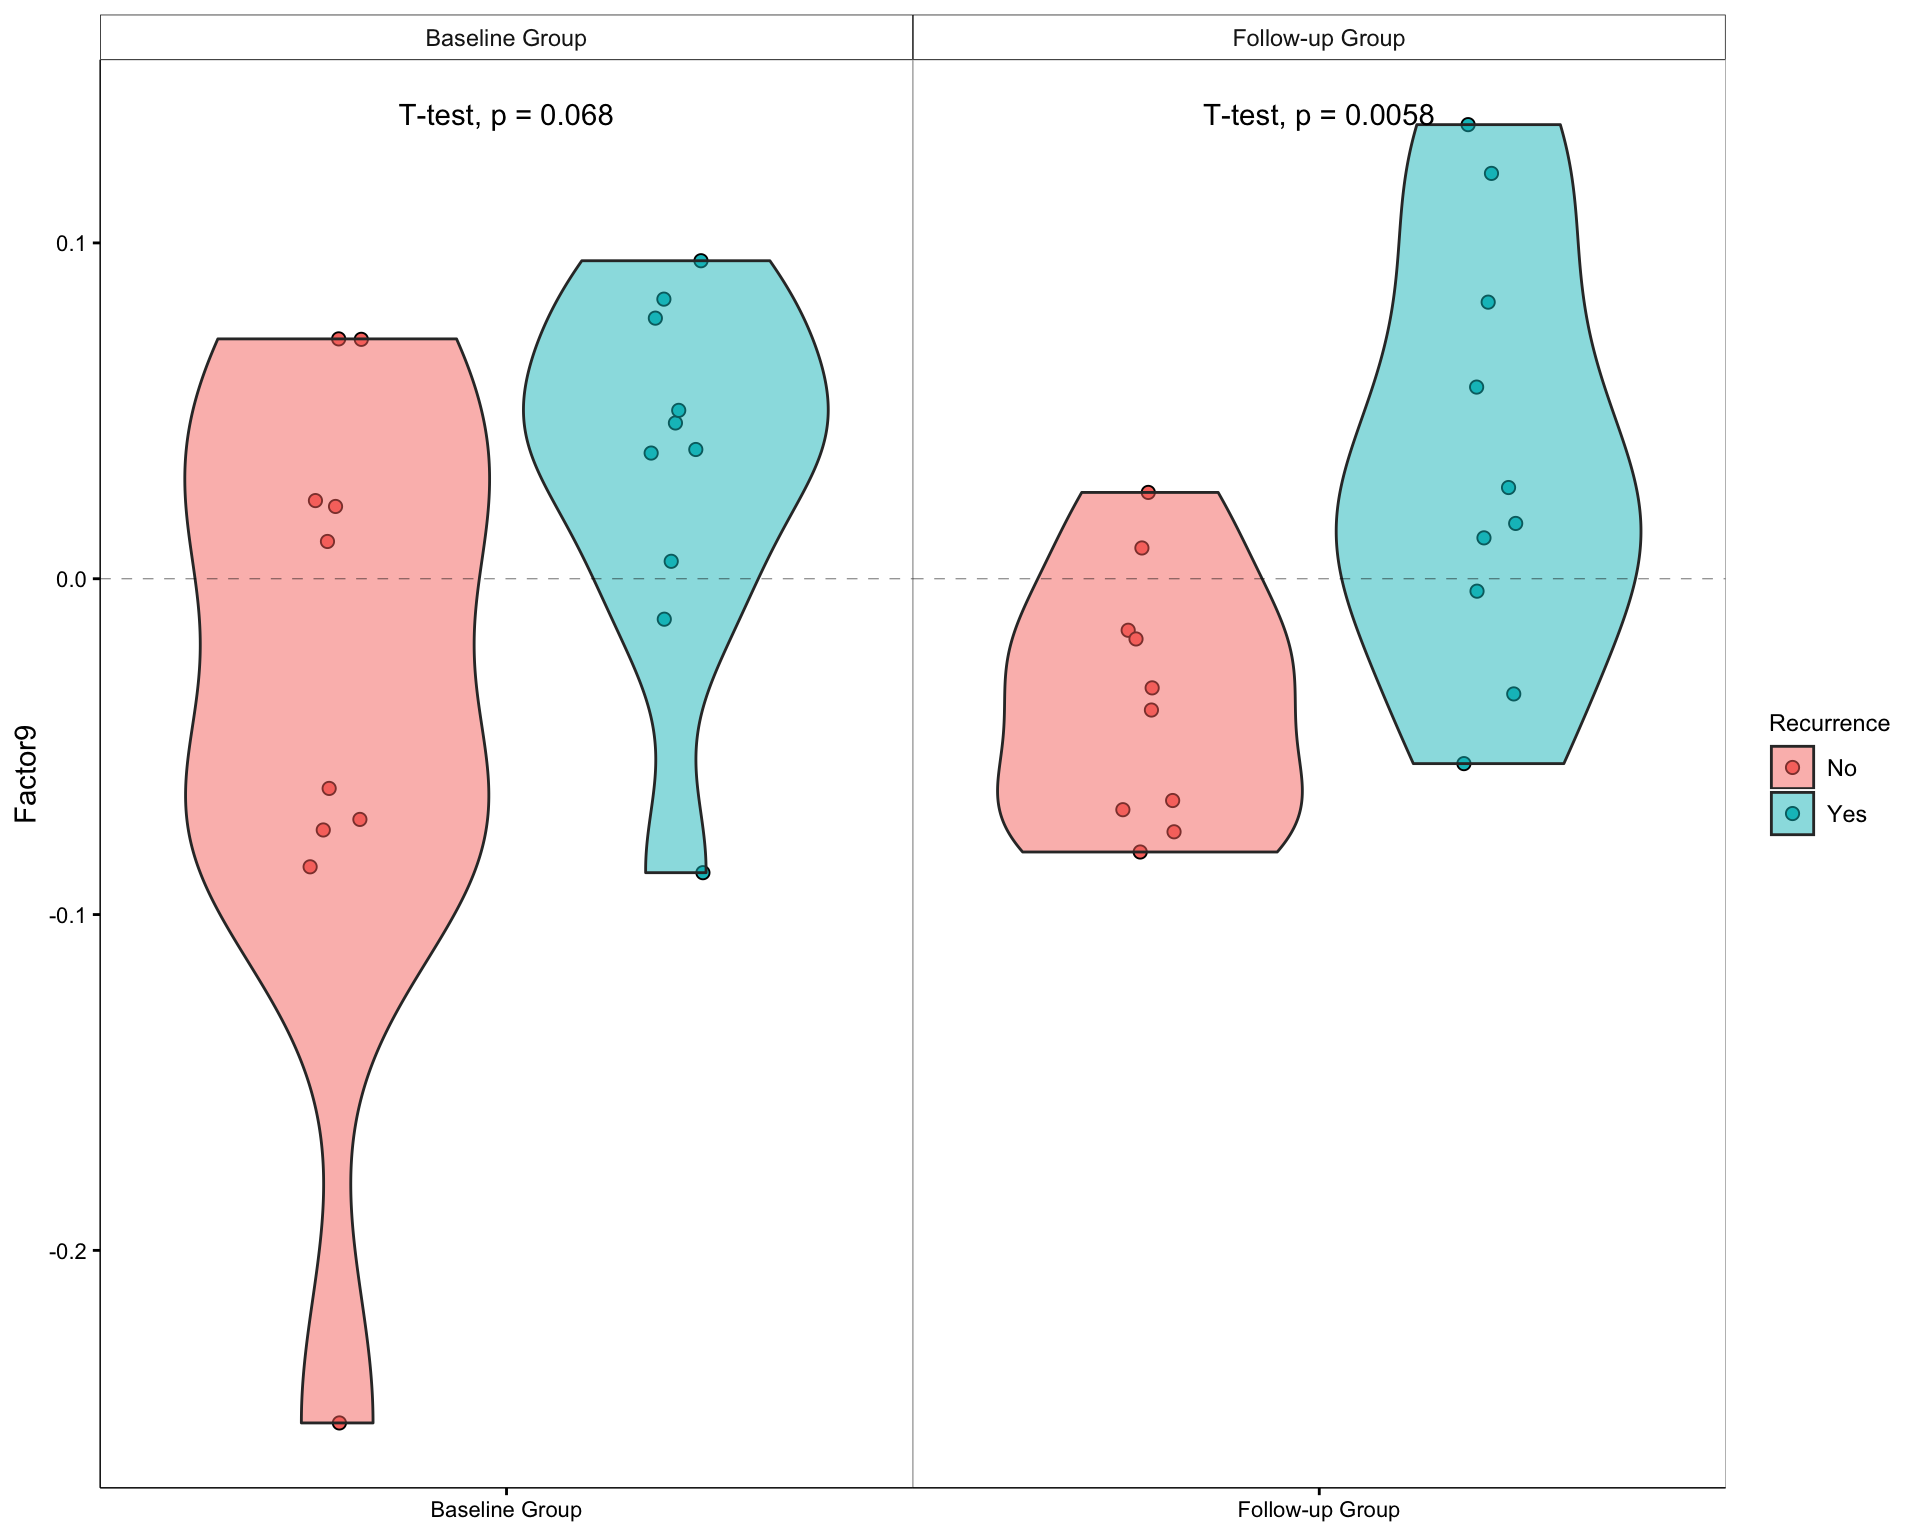 Baseline Group
Follow-up Group
T-test, p = 0.068
T-test, p = 0.0058
0.1
0.0
-0.1
-0.2
Factor9
Baseline Group
Follow-up Group
Recurrence
No
Yes